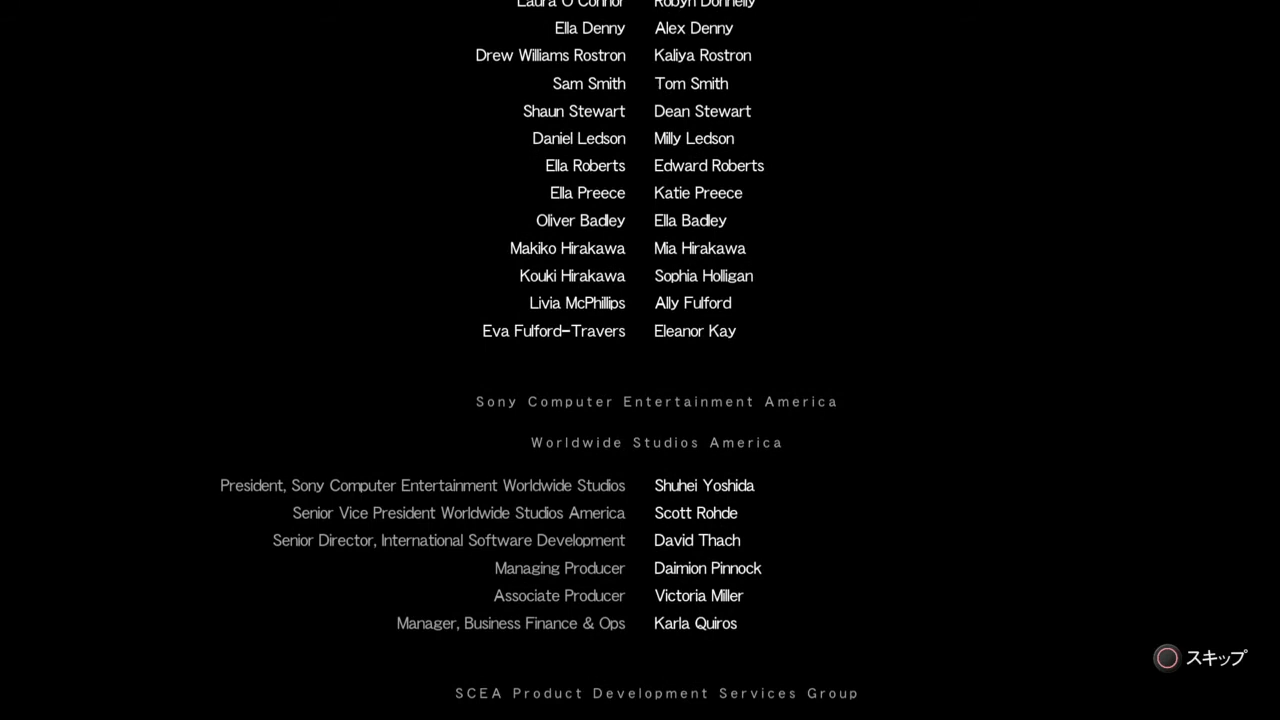 Laura O'Connor Robyn Donnelly
Ella Denny Alex Denny
Drew Williams Rostron Kaliya Rostron
Sam Smith Tom Smith
Shaun Stewart Dean Stewart
Daniel Ledson Milly Ledson
Ella Roberts Edward Roberts
Ella Preece Katie Preece
Oliver Badley Ella Badley
Makiko Hirakawa Mia Hirakawa
Kouki Hirakawa Sophia Holligan
Livia McPhillips Ally Fulford
Eva Fulford-Travers Eleanor Kay
Sony Computer Entertainment America
Worldwide Studios America
President, Sony Computer Entertainment Worldwide Studios Shuhei Yoshida
Senior Vice President Worldwide Studios America Scott Rohde
Senior Director, International Software Development David Thach
Managing Producer Daimion Pinnock
Associate Producer Victoria Miller
Manager, Business Finance & Ops Karla Quiros
スキップ
SCEA Product Development Services Group